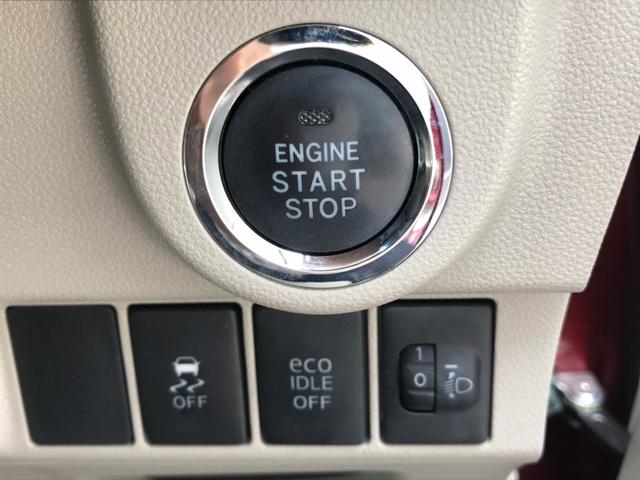 ENGINE
START
STOP
OFF
eco
IDLE
OFF
1
0